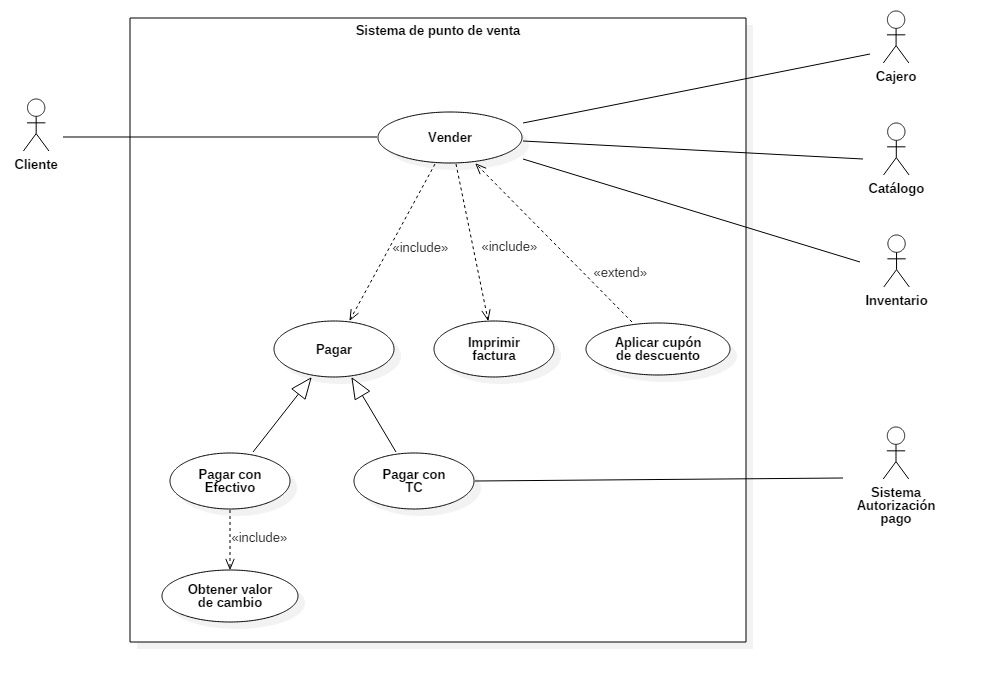 Sistema de punto de venta
Cajero
Cliente
Vender
Catálogo
«include»
«include»
«extend»
Inventario
Pagar
Imprimir
factura
Aplicar cupón
de descuento
Pagar con
Efectivo
Pagar con
TC
Sistema
Autorización
pago
«include»
Obtener valor
de cambio